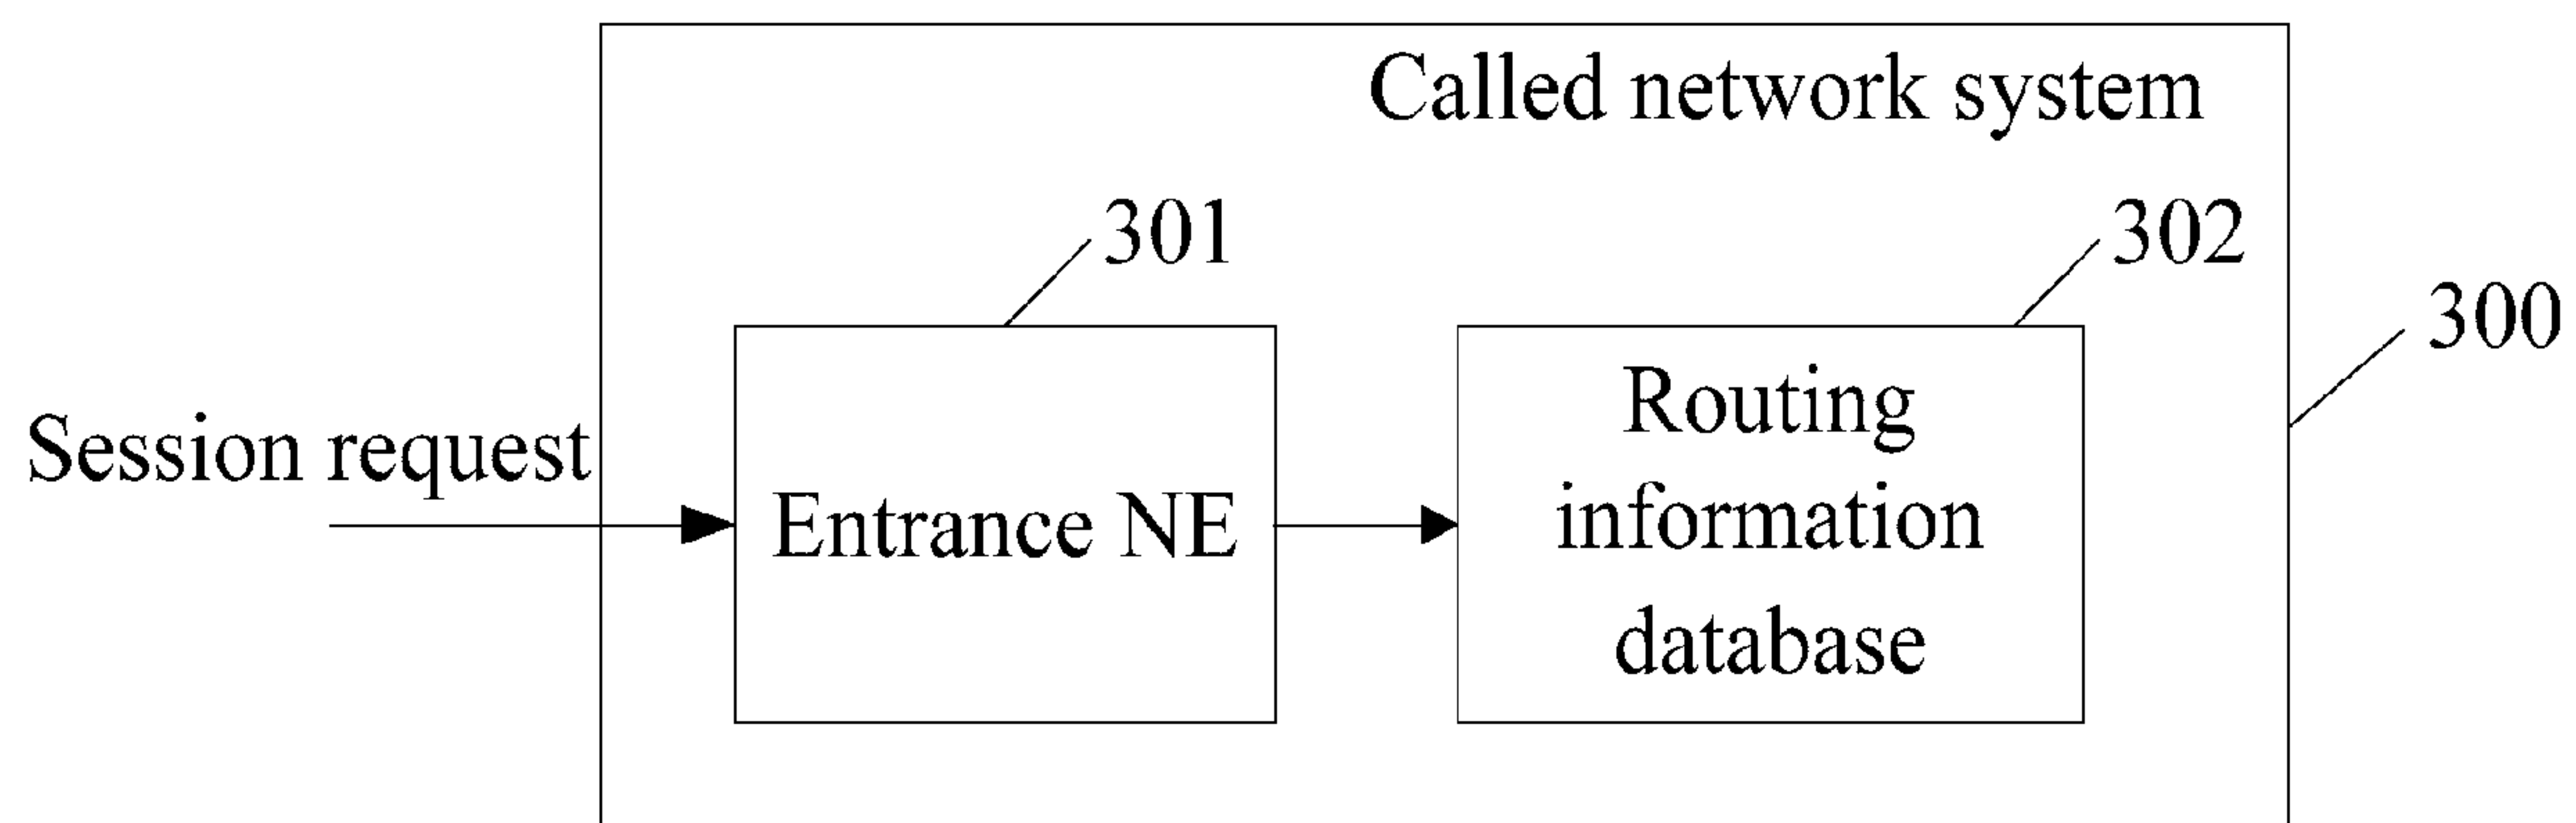 Called network system
301
302
300
Session request
Entrance NE
Routing
information
database